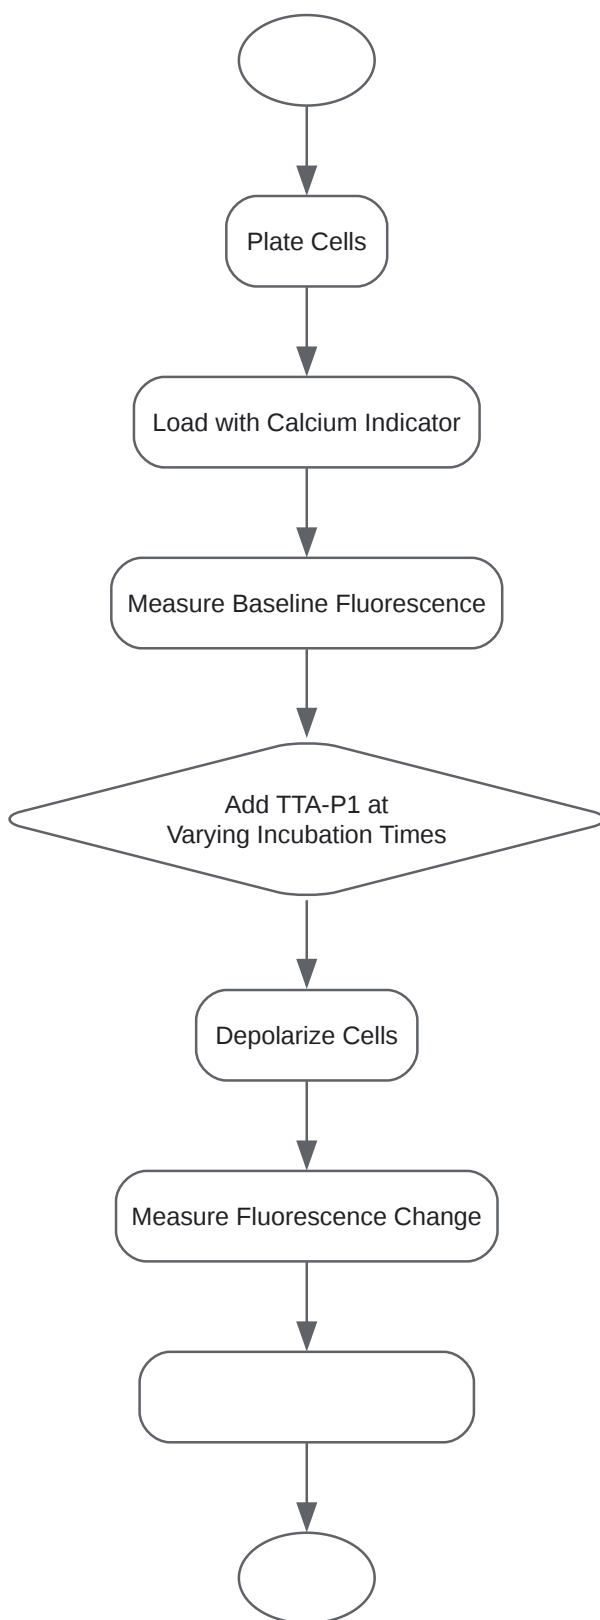 Plate Cells
Load with Calcium Indicator
Measure Baseline Fluorescence
Add TTA-P1 at
Varying Incubation Times
Depolarize Cells
Measure Fluorescence Change